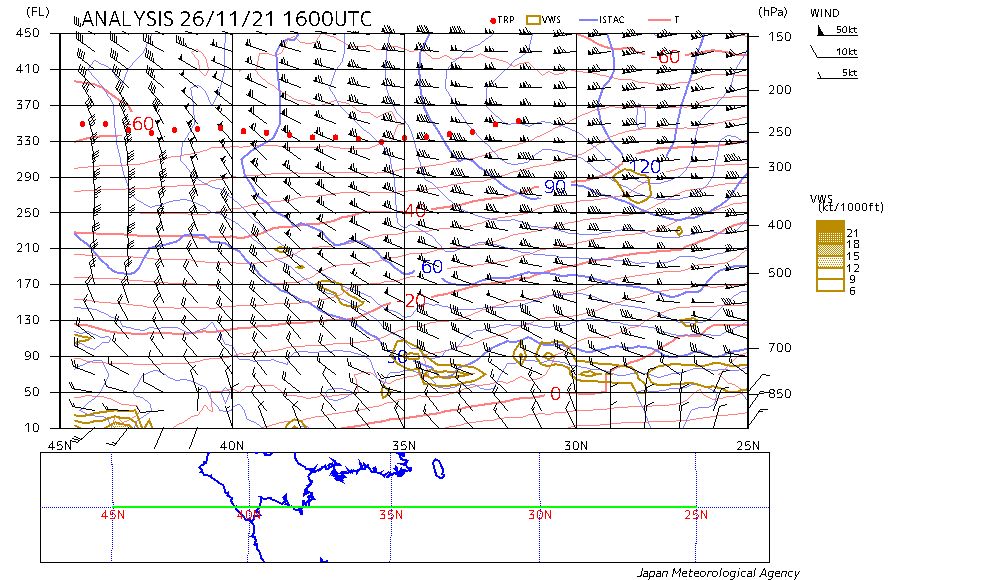 (FL) ANALYSIS 26/11/21 1600UTC TRP VWS ISTAC T (hPa) WIND
450 150 50kt
-60 10kt
410 5kt
200
370
60 250
330
120 300
290 90
VWS
(kt/1000ft)
250 40 400
21
210 18
60 500 15
12
170 20 9
6
130
700
90 30
50 0 850
10
45N 40N 35N 30N 25N
45N 40N 35N 30N 25N
Japan Meteorological Agency